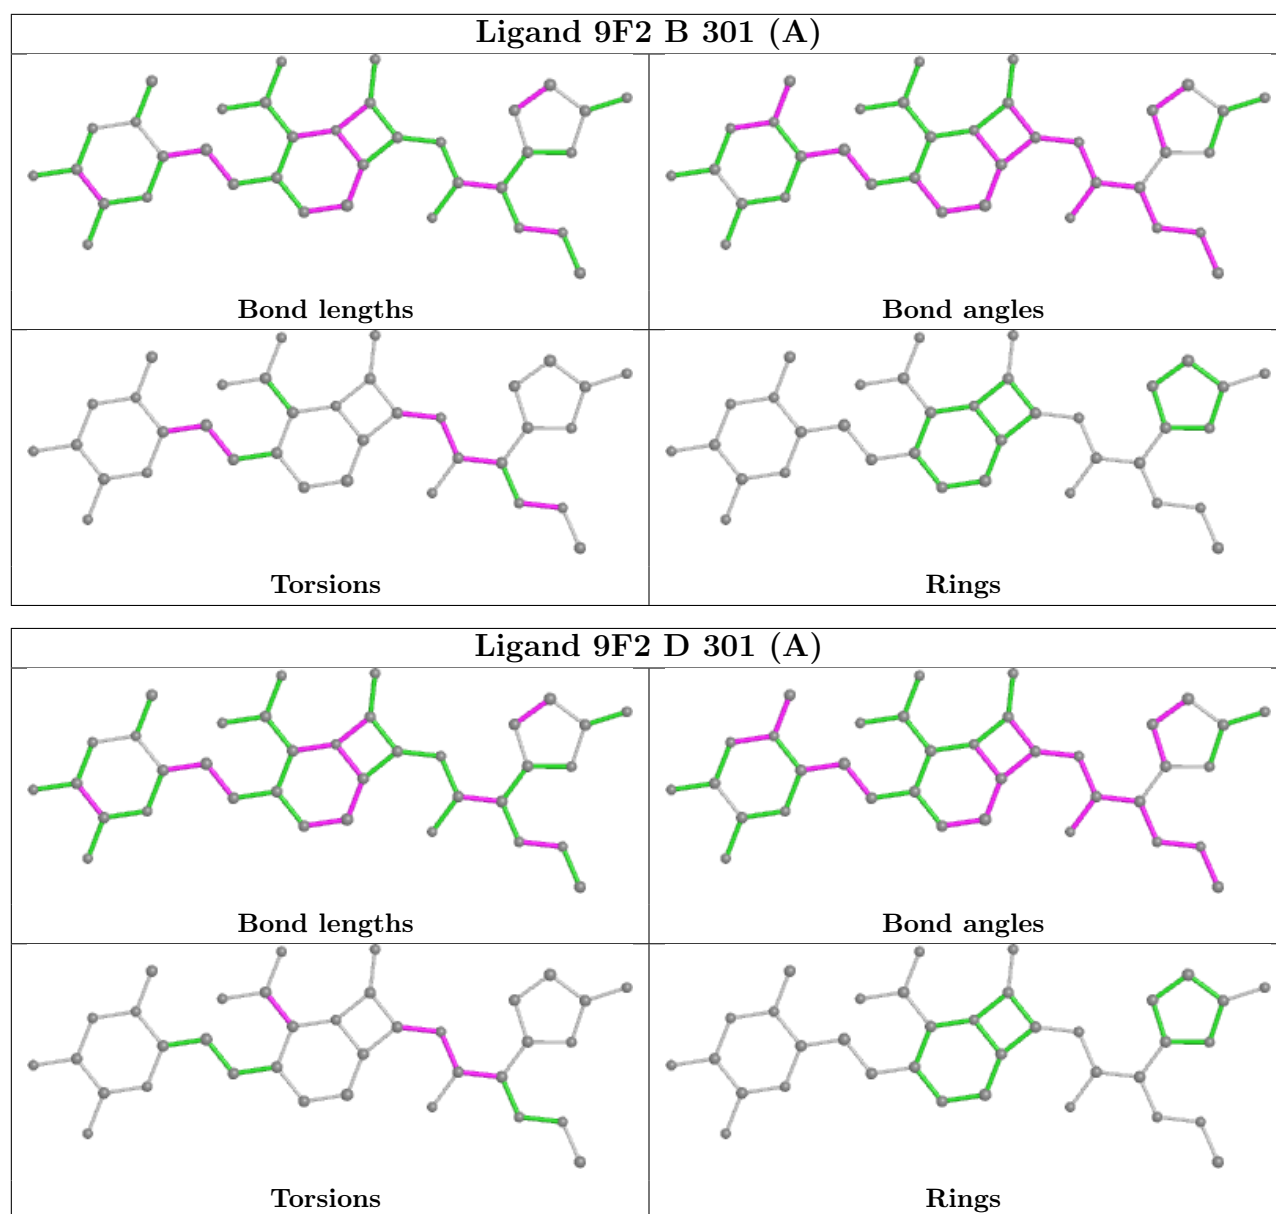 Ligand 9F2 B 301 (A)
Bond lengths
Bond angles
Torsions
Rings
Ligand 9F2 D 301 (A)
Bond lengths
Bond angles
Torsions
Rings